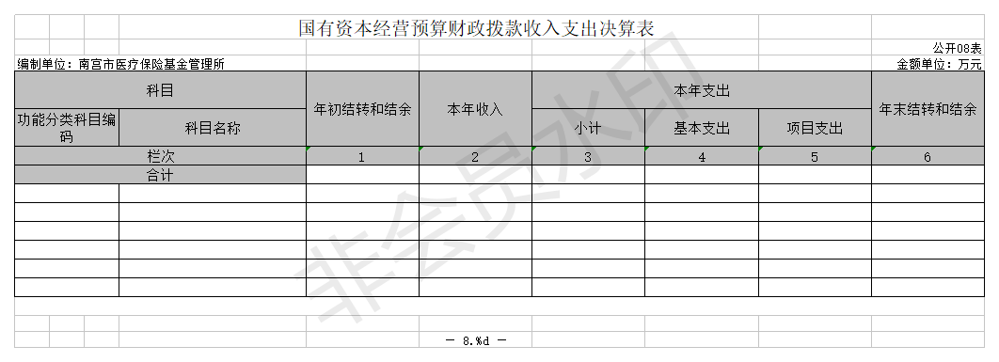 国有资本经营预算财政拨款收入支出决算表
公开08表
编制单位：南宫市医疗保险基金管理所 金额单位：万元
科目 年初结转和结余 本年收入 本年支出 年末结转和结余
功能分类科目编码 科目名称 小计 基本支出 项目支出
栏次 1 2 3 4 5 6
合计
— 8.%d —
非会员水印